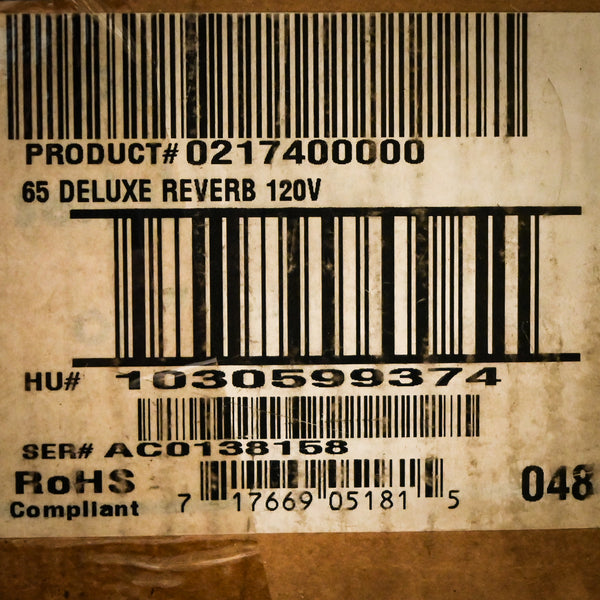 PRODUCT# 0217400000
65 DELUXE REVERB 120V
HU# 1030599374
SER# AC0138158
RoHS
Compliant
7 17669 05181 5
048